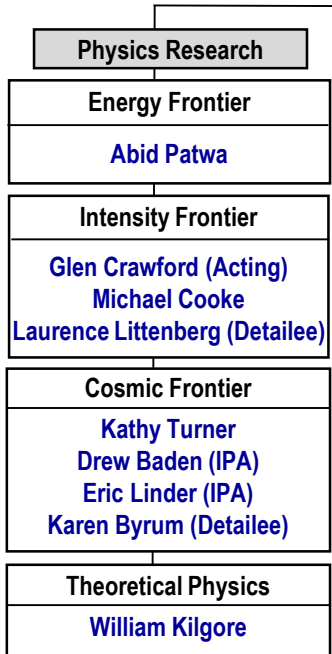 Physics Research
Energy Frontier
Abid Patwa
Intensity Frontier
Glen Crawford (Acting)
Michael Cooke
Laurence Littenberg (Detailee)
Cosmic Frontier
Kathy Turner
Drew Baden (IPA)
Eric Linder (IPA)
Karen Byrum (Detailee)
Theoretical Physics
William Kilgore